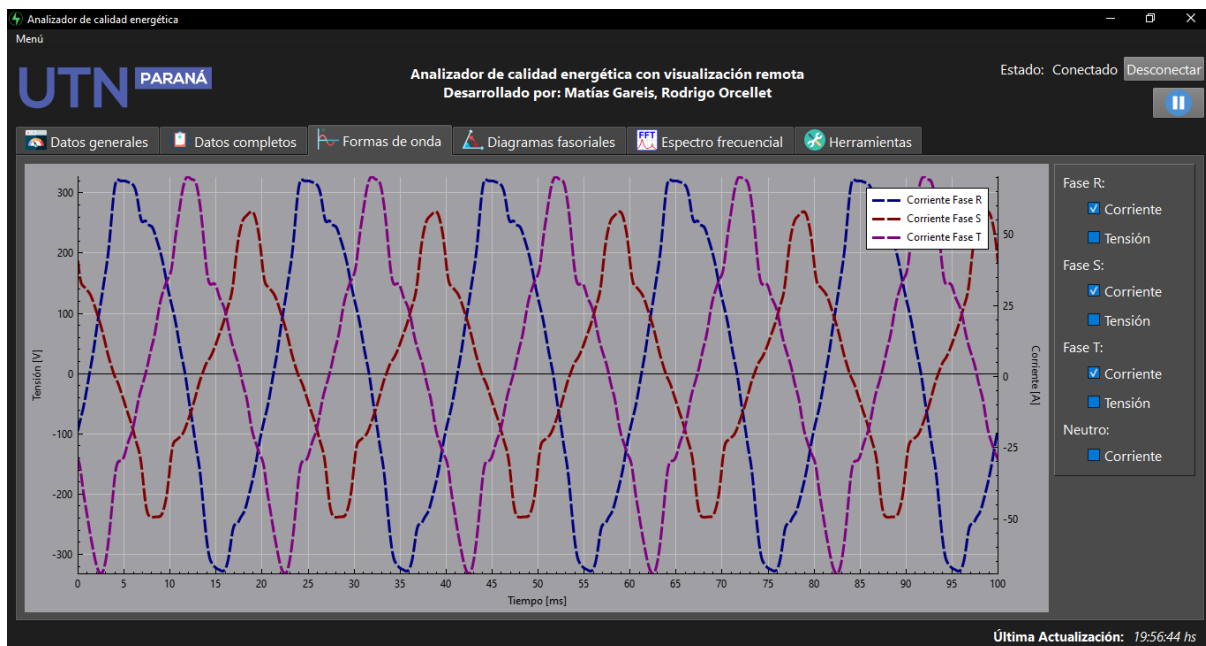 Analizador de calidad energética
Menú
UTN PARANÁ
Analizador de calidad energética con visualización remota
Desarrollado por: Matías Gareis, Rodrigo Orcellet
Estado: Conectado Desconectar
Datos generales
Datos completos
Formas de onda
Diagramas fasoriales
FFT
Espectro frecuencial
Herramientas
Tensión [V]
300
200
100
0
-100
-200
-300
0 5 10 15 20 25 30 35 40 45 50 55 60 65 70 75 80 85 90 95 100
Tiempo [ms]
Corriente Fase R
Corriente Fase S
Corriente Fase T
50
25
0
-25
-50
Corriente [A]
Fase R:
Corriente
Tensión
Fase S:
Corriente
Tensión
Fase T:
Corriente
Tensión
Neutro:
Corriente
Última Actualización: 19:56:44 hs